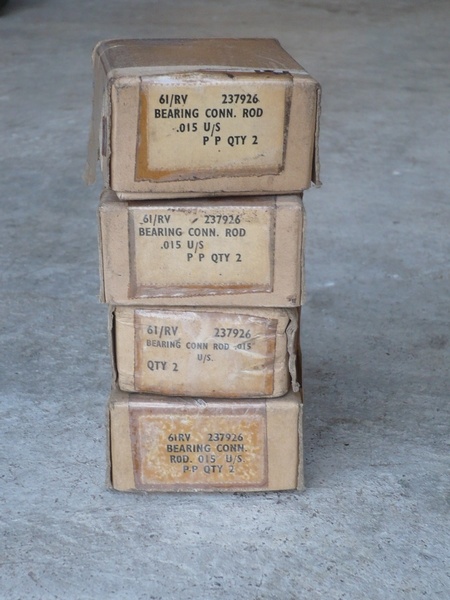 61/RV 237926
BEARING CONN. ROD
.015 U/S
P P QTY 2
61/RV 237926
BEARING CONN. ROD
.015 U/S
P P QTY 2
61/RV 237926
BEARING CONN ROD .015
U/S.
QTY 2
61RV 237926
BEARING CONN.
ROD. 015 U/S.
P P QTY 2